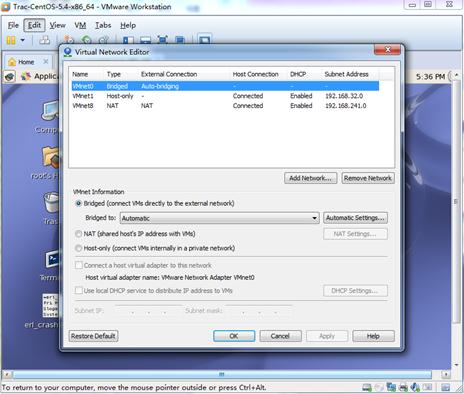 Trac-CentOS-5.4-x86_64 - VMware Workstation
File Edit View VM Tabs Help
Home
Applica
5:36 PM
Virtual Network Editor
Name Type External Connection Host Connection DHCP Subnet Address
VMnet0 Bridged Auto-bridging - - -
VMnet1 Host-only - Connected Enabled 192.168.32.0
VMnet8 NAT NAT Connected Enabled 192.168.241.0
Add Network... Remove Network
VMnet Information
Bridged (connect VMs directly to the external network)
Bridged to: Automatic Automatic Settings...
NAT (shared host's IP address with VMs) NAT Settings...
Host-only (connect VMs internally in a private network)
Connect a host virtual adapter to this network
Host virtual adapter name: VMware Network Adapter VMnet0
Use local DHCP service to distribute IP address to VMs DHCP Settings...
Subnet IP: . . . Subnet mask: . . .
Restore Default OK Cancel Apply Help
Compu
root's H
Tras
Term
erl_crash
To return to your computer, move the mouse pointer outside or press Ctrl+Alt.